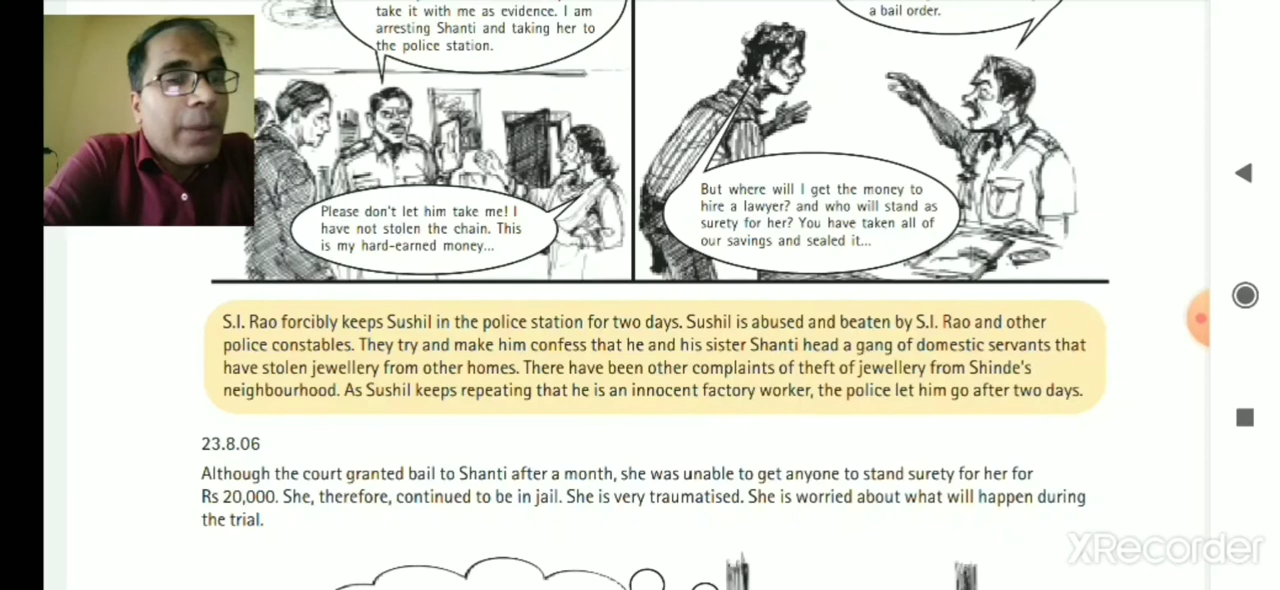 take it with me as evidence. I am
arresting Shanti and taking her to
the police station.
a bail order.
Please don't let him take me! I
have not stolen the chain. This
is my hard-earned money...
But where will I get the money to
hire a lawyer? and who will stand as
surety for her? You have taken all of
our savings and sealed it...
S.I. Rao forcibly keeps Sushil in the police station for two days. Sushil is abused and beaten by S.I. Rao and other
police constables. They try and make him confess that he and his sister Shanti head a gang of domestic servants that
have stolen jewellery from other homes. There have been other complaints of theft of jewellery from Shinde's
neighbourhood. As Sushil keeps repeating that he is an innocent factory worker, the police let him go after two days.
23.8.06
Although the court granted bail to Shanti after a month, she was unable to get anyone to stand surety for her for
Rs 20,000. She, therefore, continued to be in jail. She is very traumatised. She is worried about what will happen during
the trial.
XRecorder